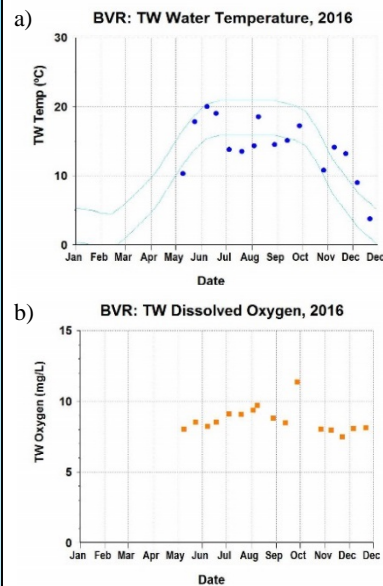 a)
BVR: TW Water Temperature, 2016
30
20
10
0
TW Temp (ºC)
Jan Feb Mar Apr May Jun Jul Aug Sep Oct Nov Dec Dec
Date
b)
BVR: TW Dissolved Oxygen, 2016
15
10
5
0
TW Oxygen (mg/L)
Jan Feb Mar Apr May Jun Jul Aug Sep Oct Nov Dec Dec
Date